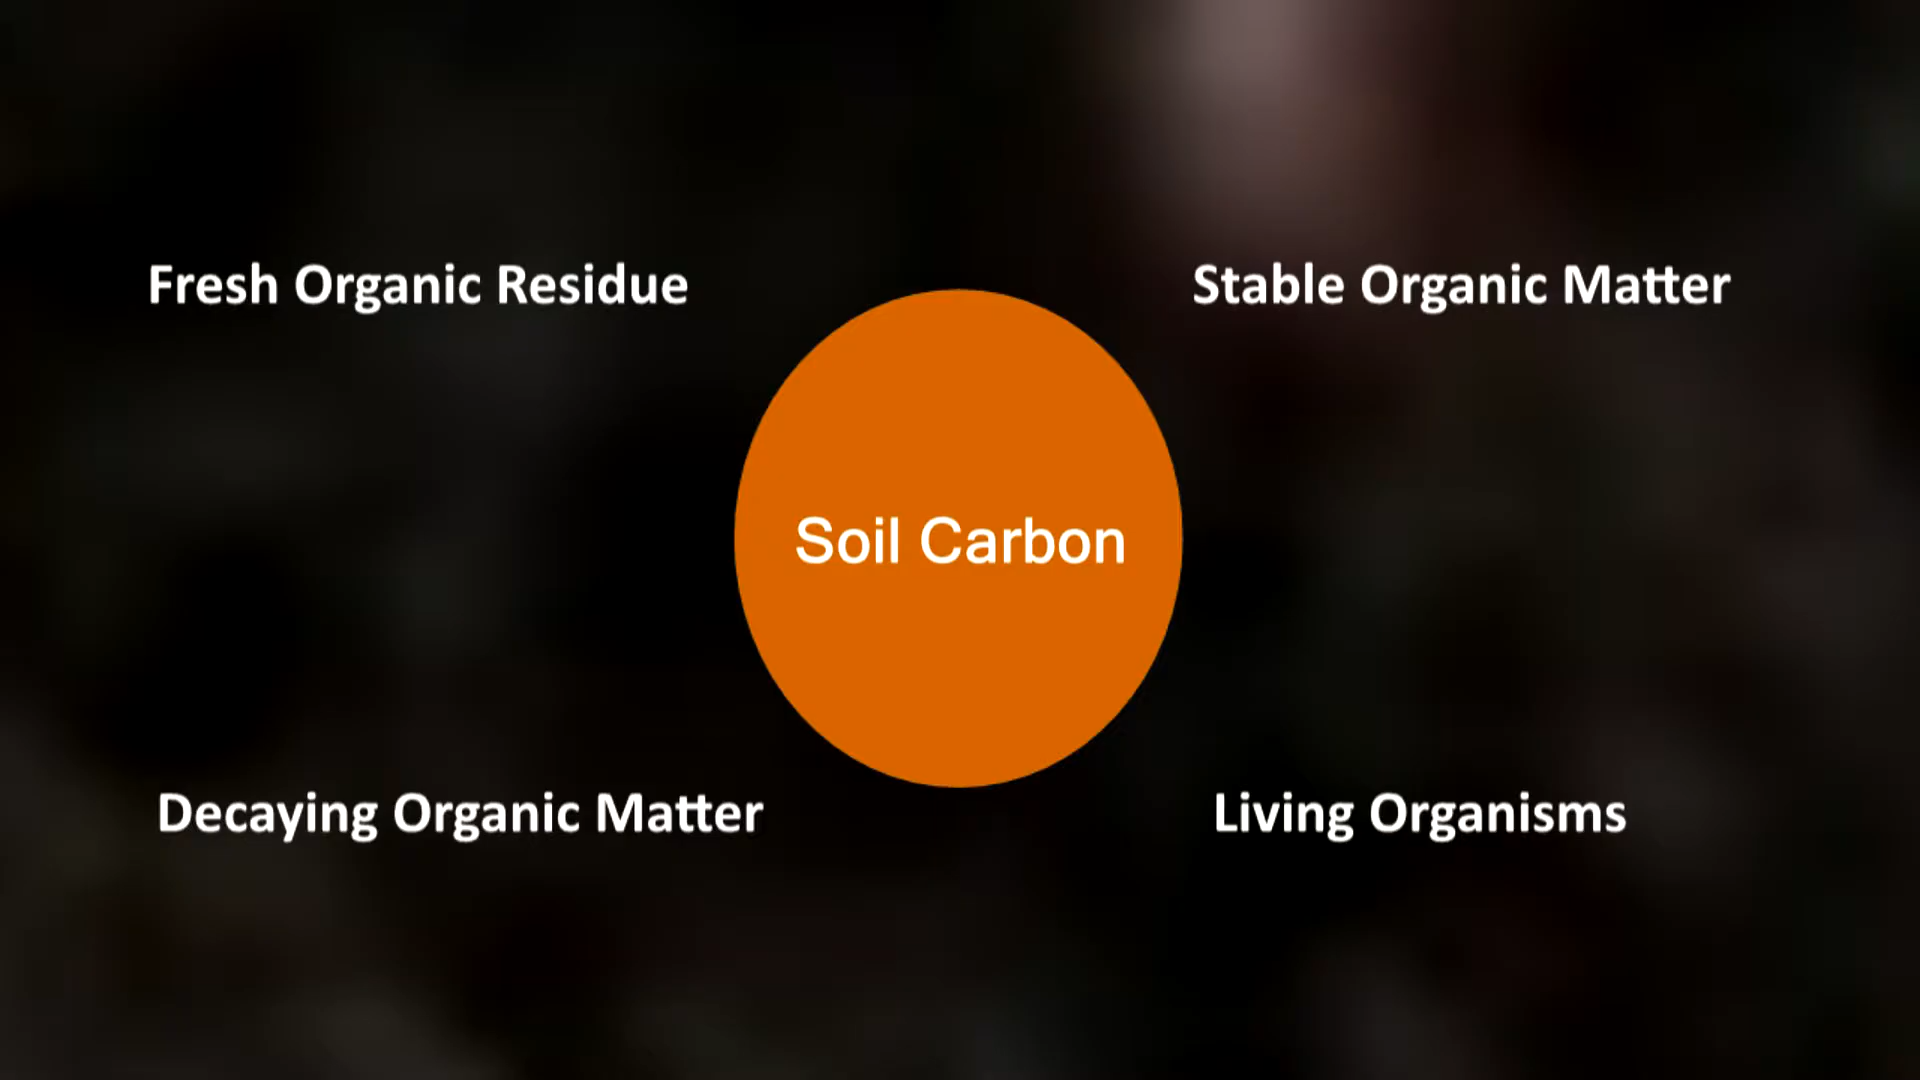 Fresh Organic Residue
Stable Organic Matter
Soil Carbon
Decaying Organic Matter
Living Organisms